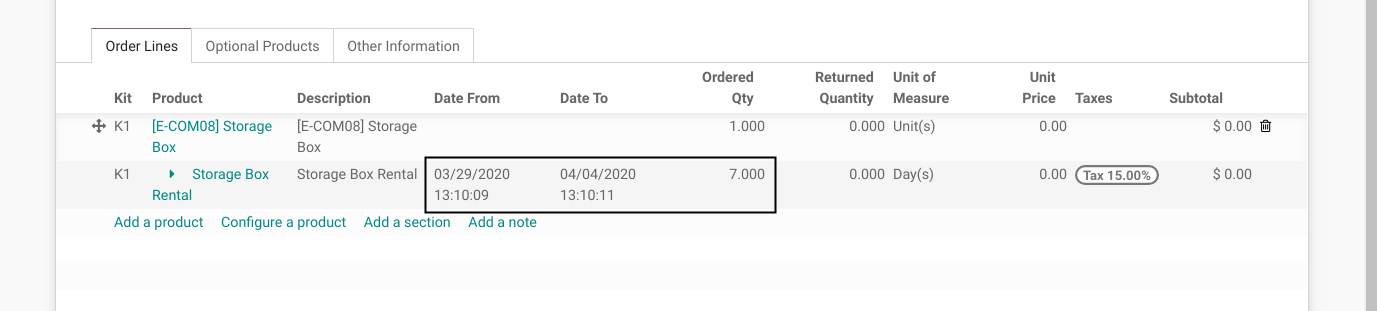 Order Lines Optional Products Other Information
Ordered Returned Unit of Unit
Kit Product Description Date From Date To Qty Quantity Measure Price Taxes Subtotal
K1 [E-COM08] Storage [E-COM08] Storage 1.000 0.000 Unit(s) 0.00 $ 0.00
Box Box
K1 Storage Box Storage Box Rental 03/29/2020 04/04/2020 7.000 0.000 Day(s) 0.00 Tax 15.00% $ 0.00
Rental 13:10:09 13:10:11
Add a product Configure a product Add a section Add a note